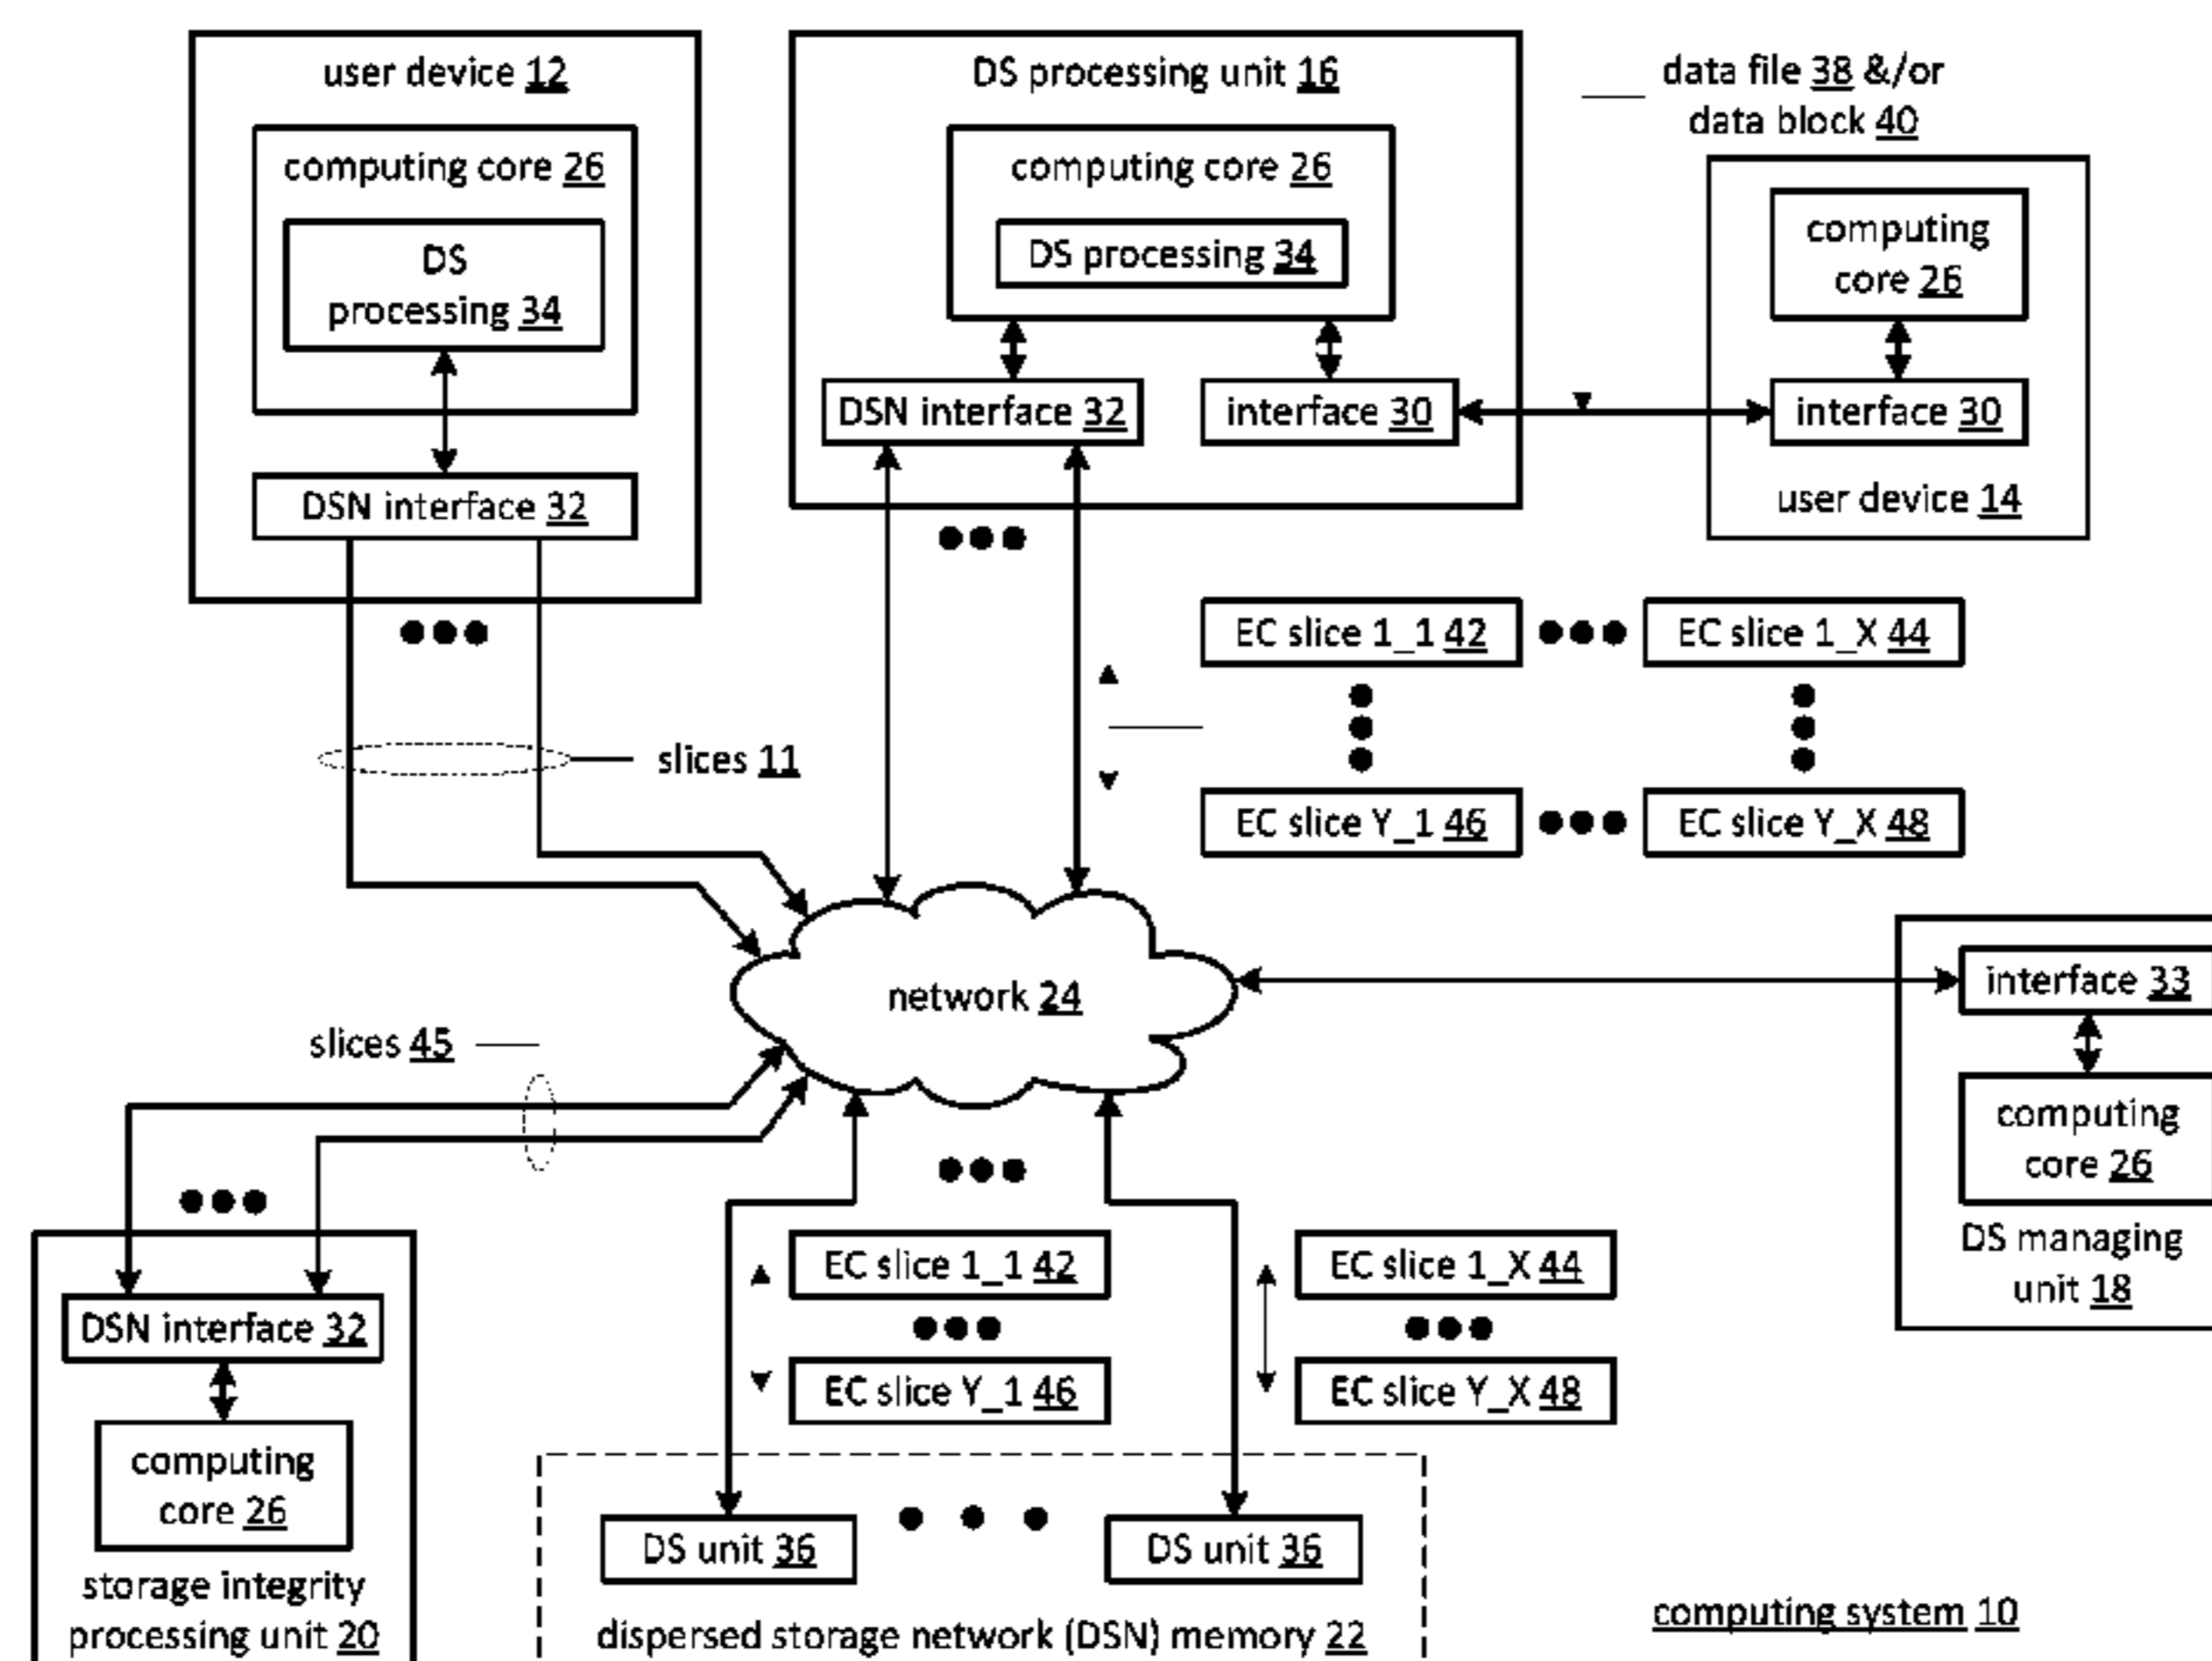 user device 12
computing core 26
DS
processing 34
DSN interface 32
DS processing unit 16
computing core 26
DS processing 34
DSN interface 32
interface 30
data file 38 &/or
data block 40
computing
core 26
interface 30
user device 14
EC slice 1_1 42
EC slice 1_X 44
EC slice Y_1 46
EC slice Y_X 48
slices 11
network 24
interface 33
computing
core 26
DS managing
unit 18
slices 45
DSN interface 32
computing
core 26
storage integrity
processing unit 20
EC slice 1_1 42
EC slice Y_1 46
EC slice 1_X 44
EC slice Y_X 48
DS unit 36
DS unit 36
dispersed storage network (DSN) memory 22
computing system 10